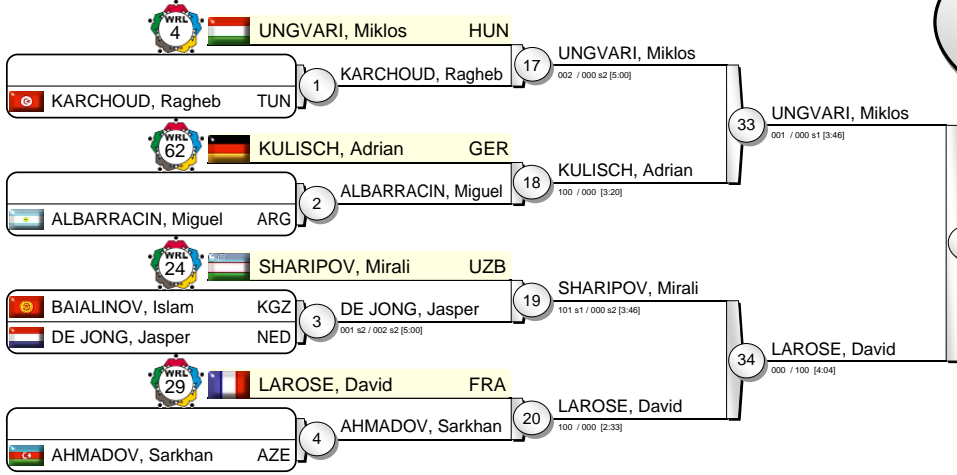 WRL
4
UNGVARI, Miklos HUN
KARCHOUD, Ragheb TUN
1
KARCHOUD, Ragheb
17
UNGVARI, Miklos
002 / 000 s2 [5:00]
WRL
62
KULISCH, Adrian GER
ALBARRACIN, Miguel ARG
2
ALBARRACIN, Miguel
18
KULISCH, Adrian
100 / 000 [3:20]
33
UNGVARI, Miklos
001 / 000 s1 [3:46]
WRL
24
SHARIPOV, Mirali UZB
BAIALINOV, Islam KGZ
DE JONG, Jasper NED
3
DE JONG, Jasper
001 s2 / 002 s2 [5:00]
19
SHARIPOV, Mirali
101 s1 / 000 s2 [3:46]
WRL
29
LAROSE, David FRA
AHMADOV, Sarkhan AZE
4
AHMADOV, Sarkhan
20
LAROSE, David
100 / 000 [2:33]
34
LAROSE, David
000 / 100 [4:04]